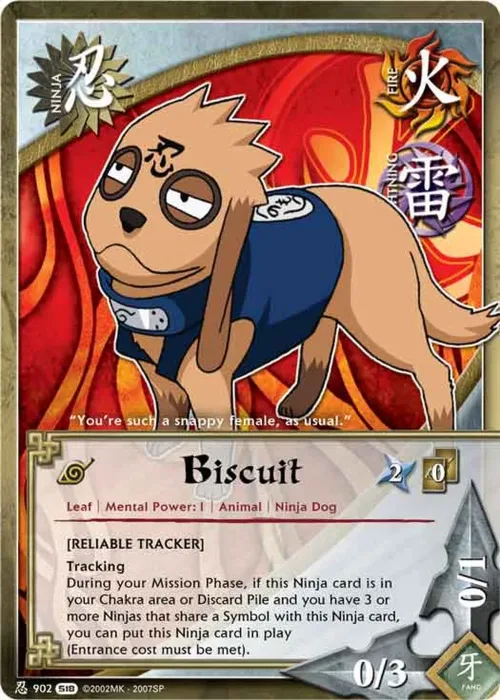 NINJA
忍
FIRE
火
LIGHTNING
雷
忍
"You're such a snappy female, as usual."
Biscuit
2
0
Leaf | Mental Power: 1 | Animal | Ninja Dog
[RELIABLE TRACKER]
Tracking
During your Mission Phase, if this Ninja card is in
your Chakra area or Discard Pile and you have 3 or
more Ninjas that share a Symbol with this Ninja card,
you can put this Ninja card in play
(Entrance cost must be met).
0/1
0/3
牙
FANG
忍 902 S18 ©2002MK - 2007SP